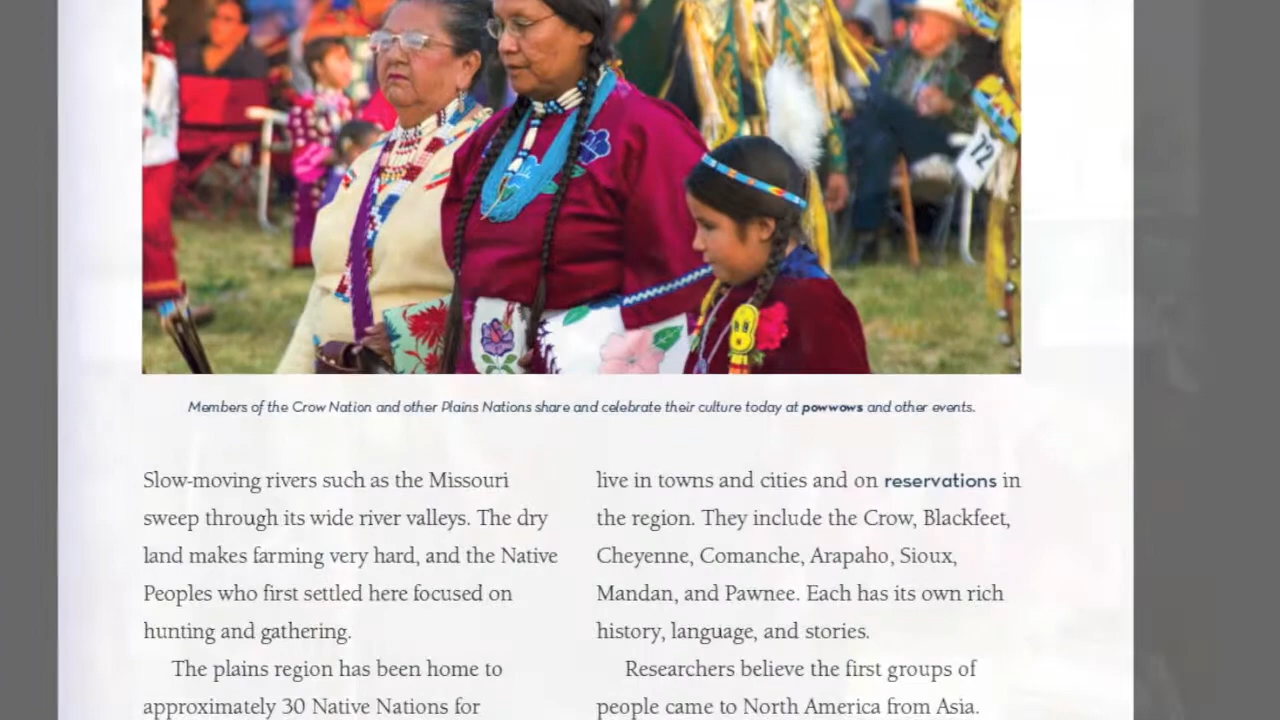 72
Members of the Crow Nation and other Plains Nations share and celebrate their culture today at powwows and other events.
Slow-moving rivers such as the Missouri
sweep through its wide river valleys. The dry
land makes farming very hard, and the Native
Peoples who first settled here focused on
hunting and gathering.
The plains region has been home to
approximately 30 Native Nations for
live in towns and cities and on reservations in
the region. They include the Crow, Blackfeet,
Cheyenne, Comanche, Arapaho, Sioux,
Mandan, and Pawnee. Each has its own rich
history, language, and stories.
Researchers believe the first groups of
people came to North America from Asia.